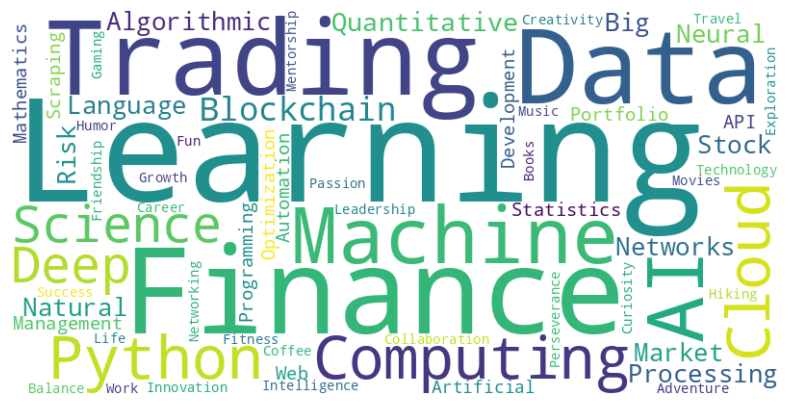 Trading
Data
Learning
Finance
Machine
Computing
Python
Science
Deep
AI
Cloud
Algorithmic
Quantitative
Creativity
Big
Travel
Neural
Mathematics
Scraping
Gaming
Mentorship
Language
Blockchain
Development
Music
Portfolio
API
Exploration
Humor
Risk
Friendship
Fun
Growth
Optimization
Automation
Passion
Books
Stock
Technology
Movies
Career
Leadership
Statistics
Programming
Networks
Natural
Success
Management
Networking
Perseverance
Curiosity
Hiking
Life
Fitness
Collaboration
Coffee
Web
Intelligence
Artificial
Market
Processing
Balance
Work
Innovation
Adventure